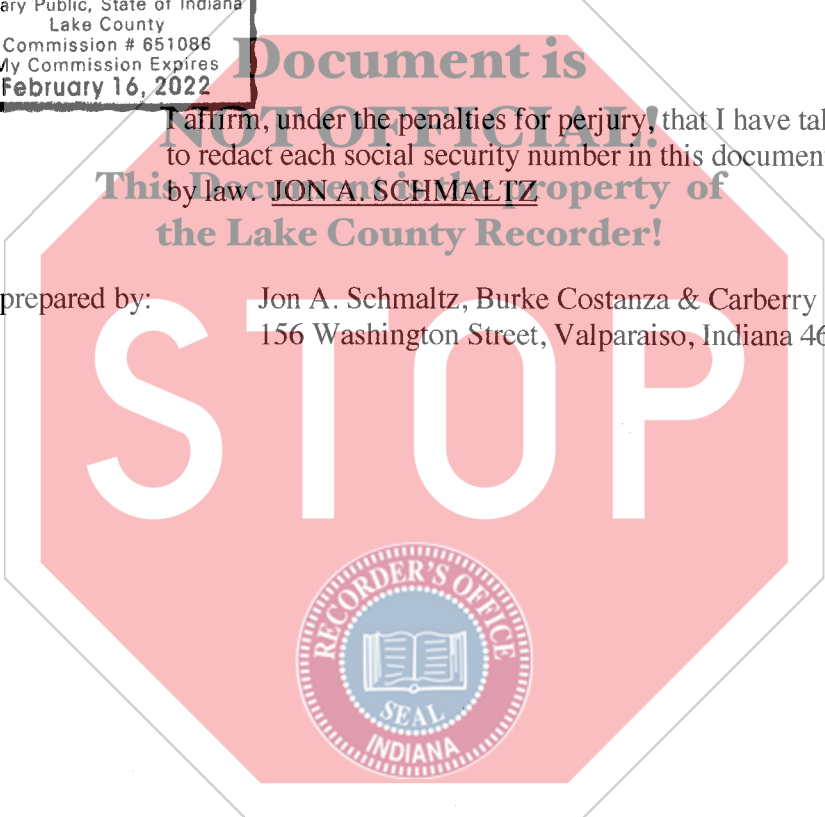 ary Public, State of Indiana
Lake County
Commission # 651086
My Commission Expires
February 16, 2022
Document is
NOT OFFICIAL!
I affirm, under the penalties for perjury, that I have tal
to redact each social security number in this document
This Document is the property of
by law. JON A. SCHMALTZ
the Lake County Recorder!
prepared by: Jon A. Schmaltz, Burke Costanza & Carberry
156 Washington Street, Valparaiso, Indiana 46
STOP
RECORDER'S OFFICE
SEAL
INDIANA